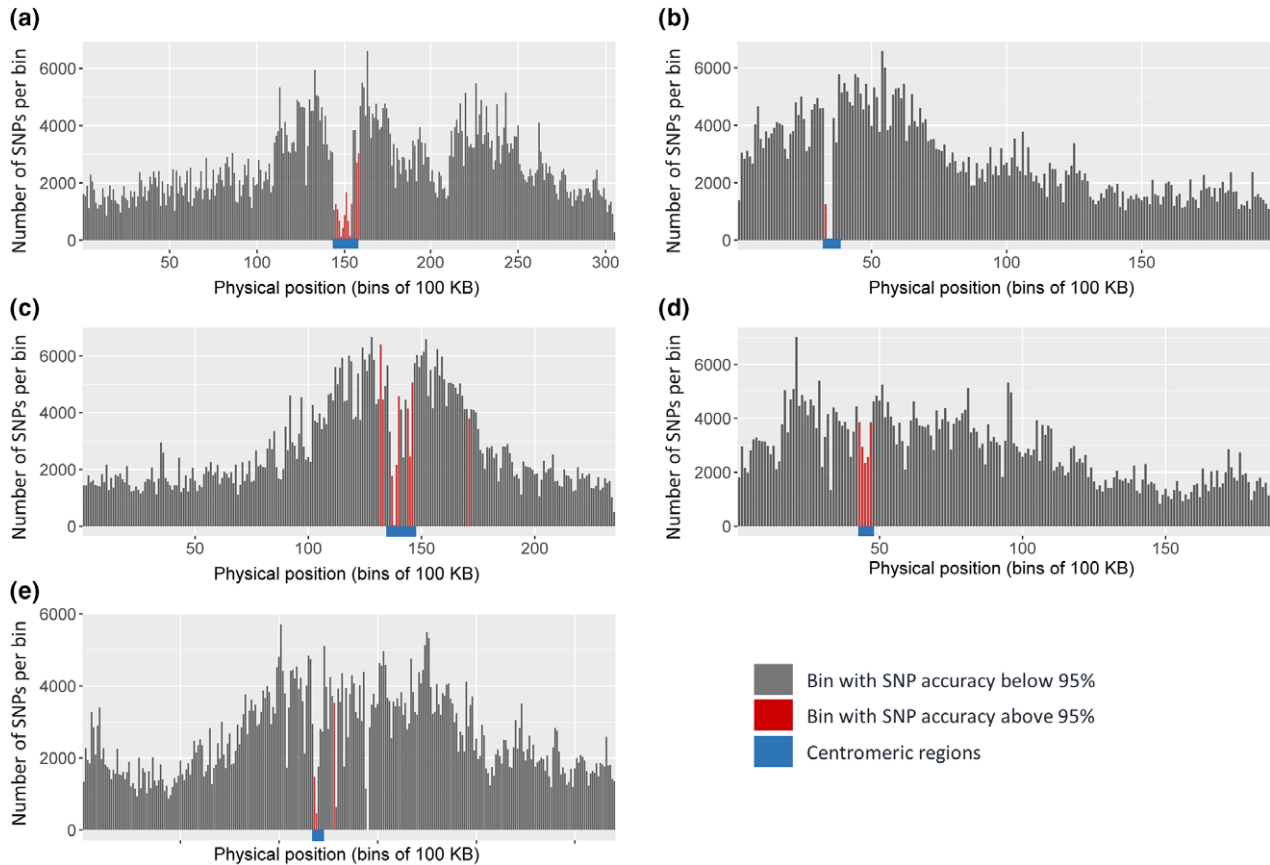 (a)
Number of SNPs per bin
6000
4000
2000
0
50 100 150 200 250 300
Physical position (bins of 100 KB)
(b)
Number of SNPs per bin
6000
4000
2000
0
50 100 150
Physical position (bins of 100 KB)
(c)
Number of SNPs per bin
6000
4000
2000
0
50 100 150 200
Physical position (bins of 100 KB)
(d)
Number of SNPs per bin
6000
4000
2000
0
50 100 150
Physical position (bins of 100 KB)
(e)
Number of SNPs per bin
6000
4000
2000
0
Physical position (bins of 100 KB)
Bin with SNP accuracy below 95%
Bin with SNP accuracy above 95%
Centromeric regions